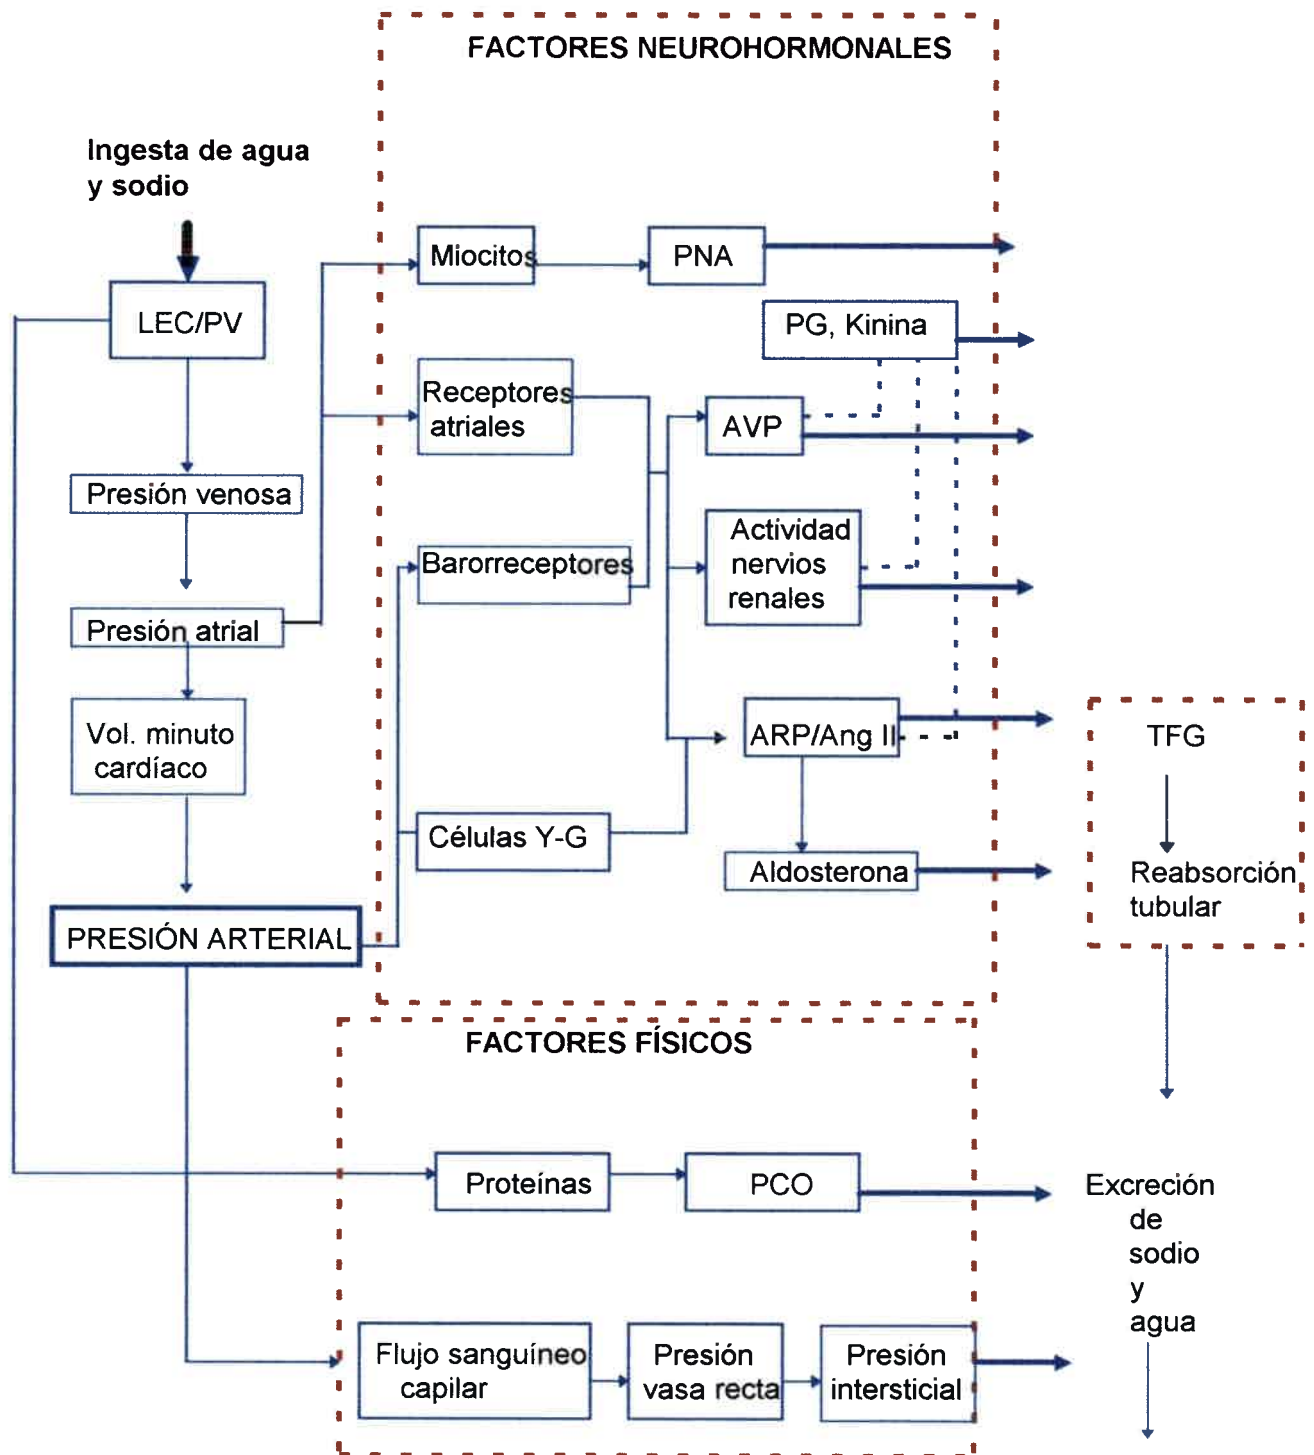 FACTORES NEUROHORMONALES
Ingesta de agua
y sodio
Miocitos
PNA
LEC/PV
PG, Kinina
Receptores
atriales
AVP
Presión venosa
Actividad
nervios
renales
Barorreceptores
Presión atrial
Vol. minuto
cardíaco
ARP/Ang II
TFG
Células Y-G
Aldosterona
Reabsorción
tubular
PRESIÓN ARTERIAL
FACTORES FÍSICOS
Proteínas
PCO
Excreción
de
sodio
y
agua
Flujo sanguíneo
capilar
Presión
vasa recta
Presión
intersticial